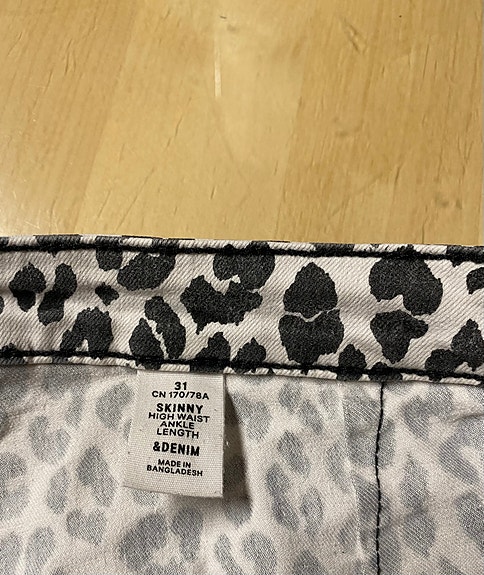 31
CN 170/78A
SKINNY
HIGH WAIST
ANKLE
LENGTH
&DENIM
MADE IN
BANGLADESH